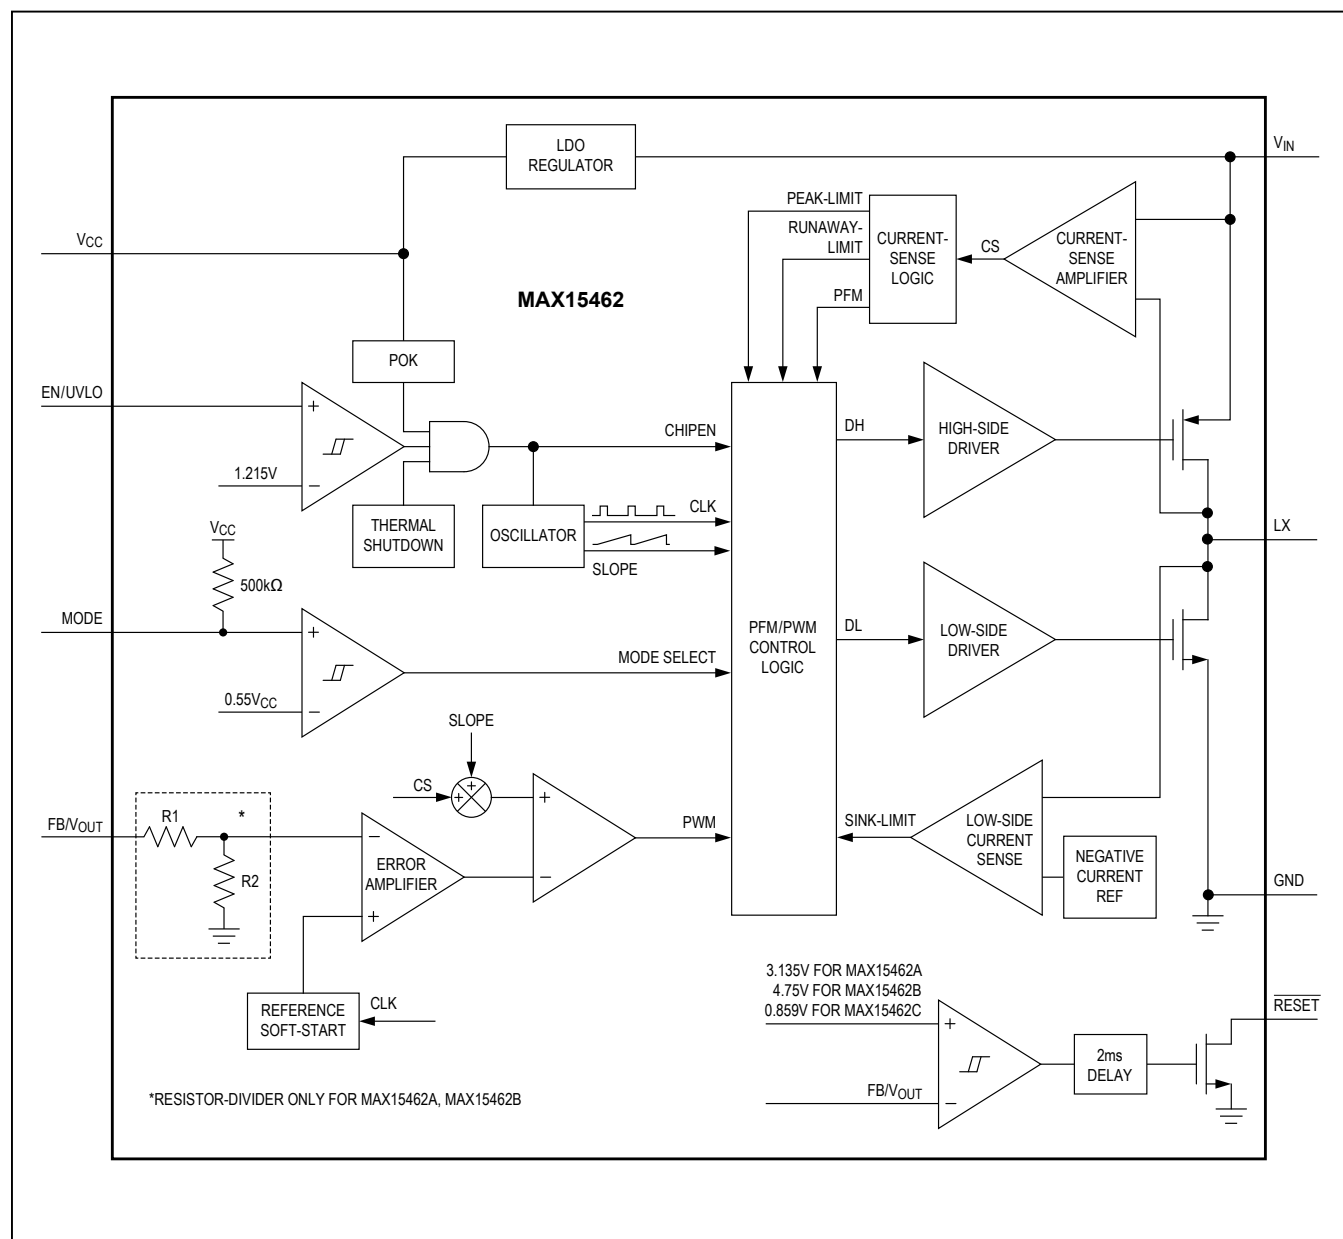 LDO
REGULATOR
VIN
PEAK-LIMIT
RUNAWAY-
LIMIT
PFM
CURRENT-
SENSE
LOGIC
CS
CURRENT-
SENSE
AMPLIFIER
VCC
MAX15462
POK
EN/UVLO
+
1.215V
−
CHIPEN
DH
HIGH-SIDE
DRIVER
THERMAL
SHUTDOWN
OSCILLATOR
CLK
SLOPE
LX
VCC
500kΩ
MODE
+
0.55VCC
−
MODE SELECT
PFM/PWM
CONTROL
LOGIC
DL
LOW-SIDE
DRIVER
SLOPE
CS
+
+
+
−
PWM
FB/VOUT
R1
*
R2
−
ERROR
AMPLIFIER
+
SINK-LIMIT
LOW-SIDE
CURRENT
SENSE
NEGATIVE
CURRENT
REF
GND
REFERENCE
SOFT-START
CLK
3.135V FOR MAX15462A
4.75V FOR MAX15462B
0.859V FOR MAX15462C
+
FB/VOUT
−
2ms
DELAY
RESET
*RESISTOR-DIVIDER ONLY FOR MAX15462A, MAX15462B